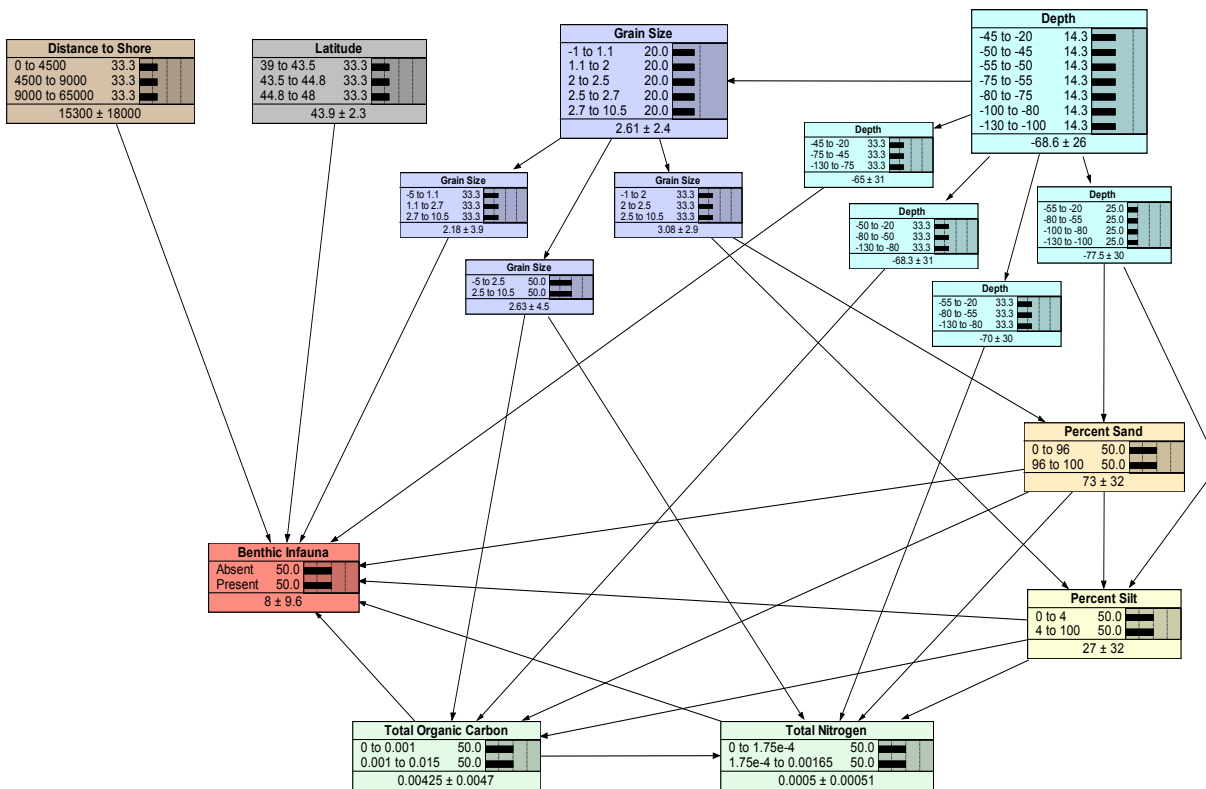 Distance to Shore
0 to 4500 33.3
4500 to 9000 33.3
9000 to 65000 33.3
15300 ± 18000
Latitude
39 to 43.5 33.3
43.5 to 44.8 33.3
44.8 to 48 33.3
43.9 ± 2.3
Grain Size
-1 to 1.1 20.0
1.1 to 2 20.0
2 to 2.5 20.0
2.5 to 2.7 20.0
2.7 to 10.5 20.0
2.61 ± 2.4
Depth
-45 to -20 14.3
-50 to -45 14.3
-55 to -50 14.3
-75 to -55 14.3
-80 to -75 14.3
-100 to -80 14.3
-130 to -100 14.3
-68.6 ± 26
Depth
-45 to -20 33.3
-75 to -45 33.3
-130 to -75 33.3
-65 ± 31
Grain Size
-5 to 1.1 33.3
1.1 to 2.7 33.3
2.7 to 10.5 33.3
2.18 ± 3.9
Grain Size
-1 to 2 33.3
2 to 2.5 33.3
2.5 to 10.5 33.3
3.08 ± 2.9
Depth
-50 to -20 33.3
-80 to -50 33.3
-130 to -80 33.3
-68.3 ± 31
Depth
-55 to -20 25.0
-80 to -55 25.0
-100 to -80 25.0
-130 to -100 25.0
-77.5 ± 30
Grain Size
-5 to 2.5 50.0
2.5 to 10.5 50.0
2.63 ± 4.5
Depth
-55 to -20 33.3
-80 to -55 33.3
-130 to -80 33.3
-70 ± 30
Percent Sand
0 to 96 50.0
96 to 100 50.0
73 ± 32
Benthic Infauna
Absent 50.0
Present 50.0
8 ± 9.6
Percent Silt
0 to 4 50.0
4 to 100 50.0
27 ± 32
Total Organic Carbon
0 to 0.001 50.0
0.001 to 0.015 50.0
0.00425 ± 0.0047
Total Nitrogen
0 to 1.75e-4 50.0
1.75e-4 to 0.00165 50.0
0.0005 ± 0.00051